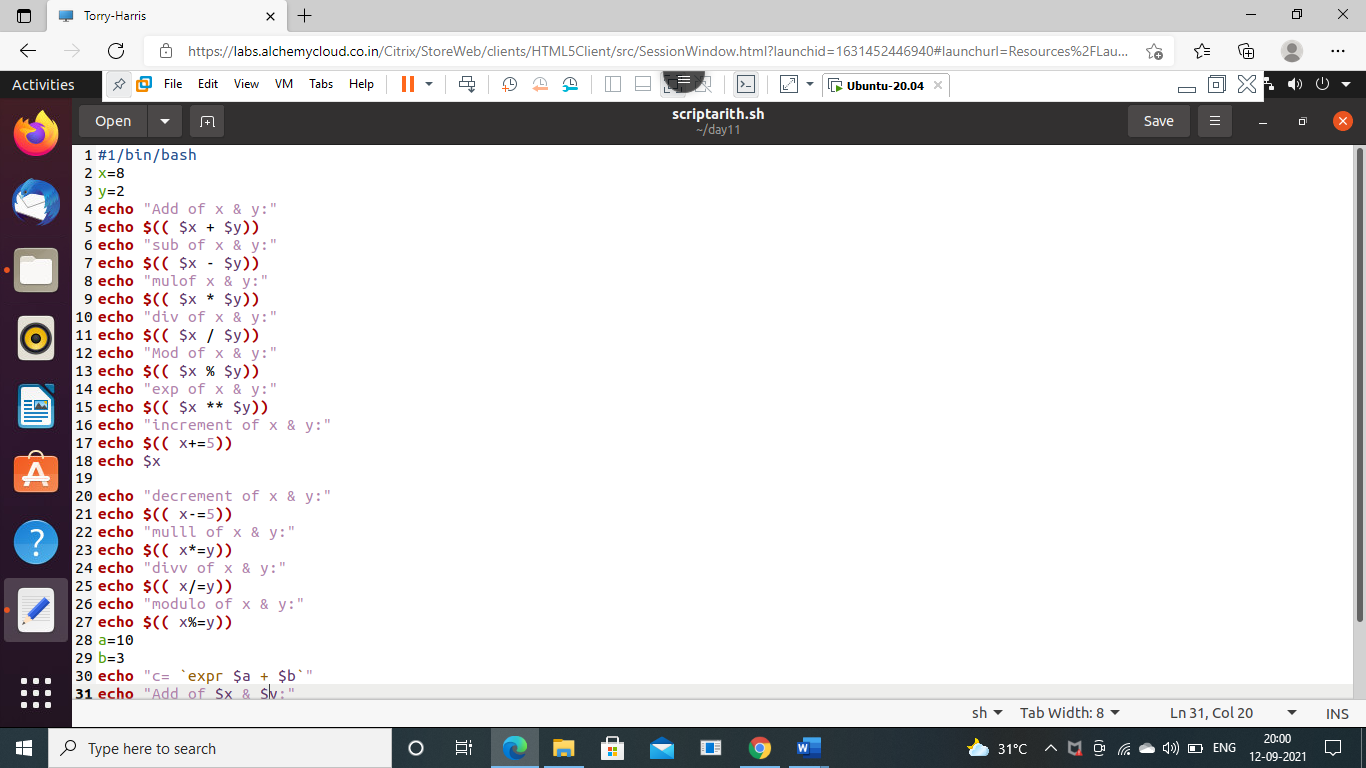 Torry-Harris
https://labs.alchemycloud.co.in/Citrix/StoreWeb/clients/HTML5Client/src/SessionWindow.html?launchid=1631452446940#launchurl=Resources%2FLau...
Activities
File Edit View VM Tabs Help
Ubuntu-20.04
Open
scriptarith.sh
~/day11
Save
1 #1/bin/bash
2 x=8
3 y=2
4 echo "Add of x & y:"
5 echo $(( $x + $y))
6 echo "sub of x & y:"
7 echo $(( $x - $y))
8 echo "mulof x & y:"
9 echo $(( $x * $y))
10 echo "div of x & y:"
11 echo $(( $x / $y))
12 echo "Mod of x & y:"
13 echo $(( $x % $y))
14 echo "exp of x & y:"
15 echo $(( $x ** $y))
16 echo "increment of x & y:"
17 echo $(( x+=5))
18 echo $x
19
20 echo "decrement of x & y:"
21 echo $(( x-=5))
22 echo "mulll of x & y:"
23 echo $(( x*=y))
24 echo "divv of x & y:"
25 echo $(( x/=y))
26 echo "modulo of x & y:"
27 echo $(( x%=y))
28 a=10
29 b=3
30 echo "c= `expr $a + $b`"
31 echo "Add of $x & $y:"
sh Tab Width: 8 Ln 31, Col 20 INS
Type here to search
31°C
ENG
20:00
12-09-2021